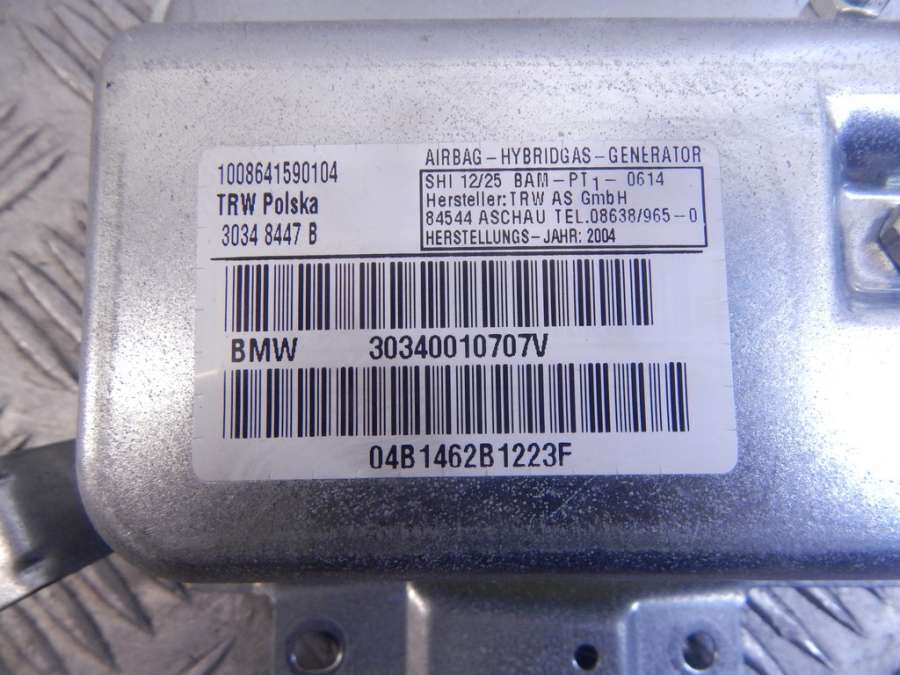 1008641590104
TRW Polska
3034 8447 B
AIRBAG-HYBRIDGAS-GENERATOR
SHI 12/25 BAM-PT1- 0614
Hersteller: TRW AS GmbH
84544 ASCHAU TEL.08638/965-0
HERSTELLUNGS-JAHR: 2004
BMW 30340010707V
04B1462B1223F